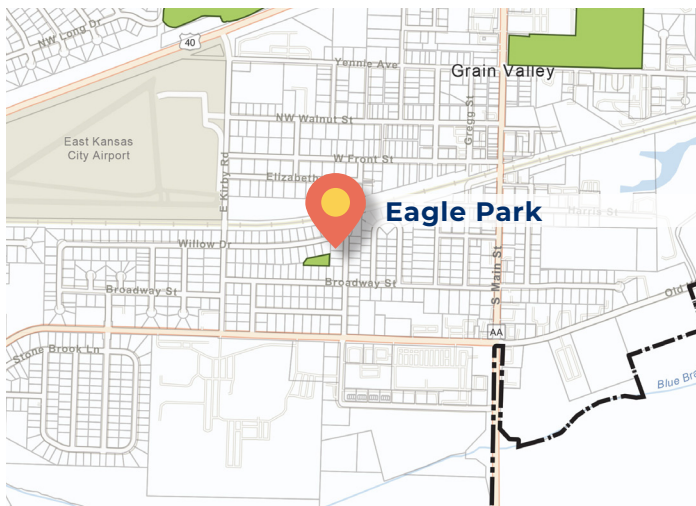 NW Long Dr
40
Yennie Ave
Grain Valley
Gregg St
NW Walnut St
East Kansas
City Airport
W Front St
E Kirby Rd
Elizabeth
Eagle Park
Harris St
Willow Dr
Broadway St
Broadway St
S Main St
Old
AA
Stone Brook Ln
Blue Br